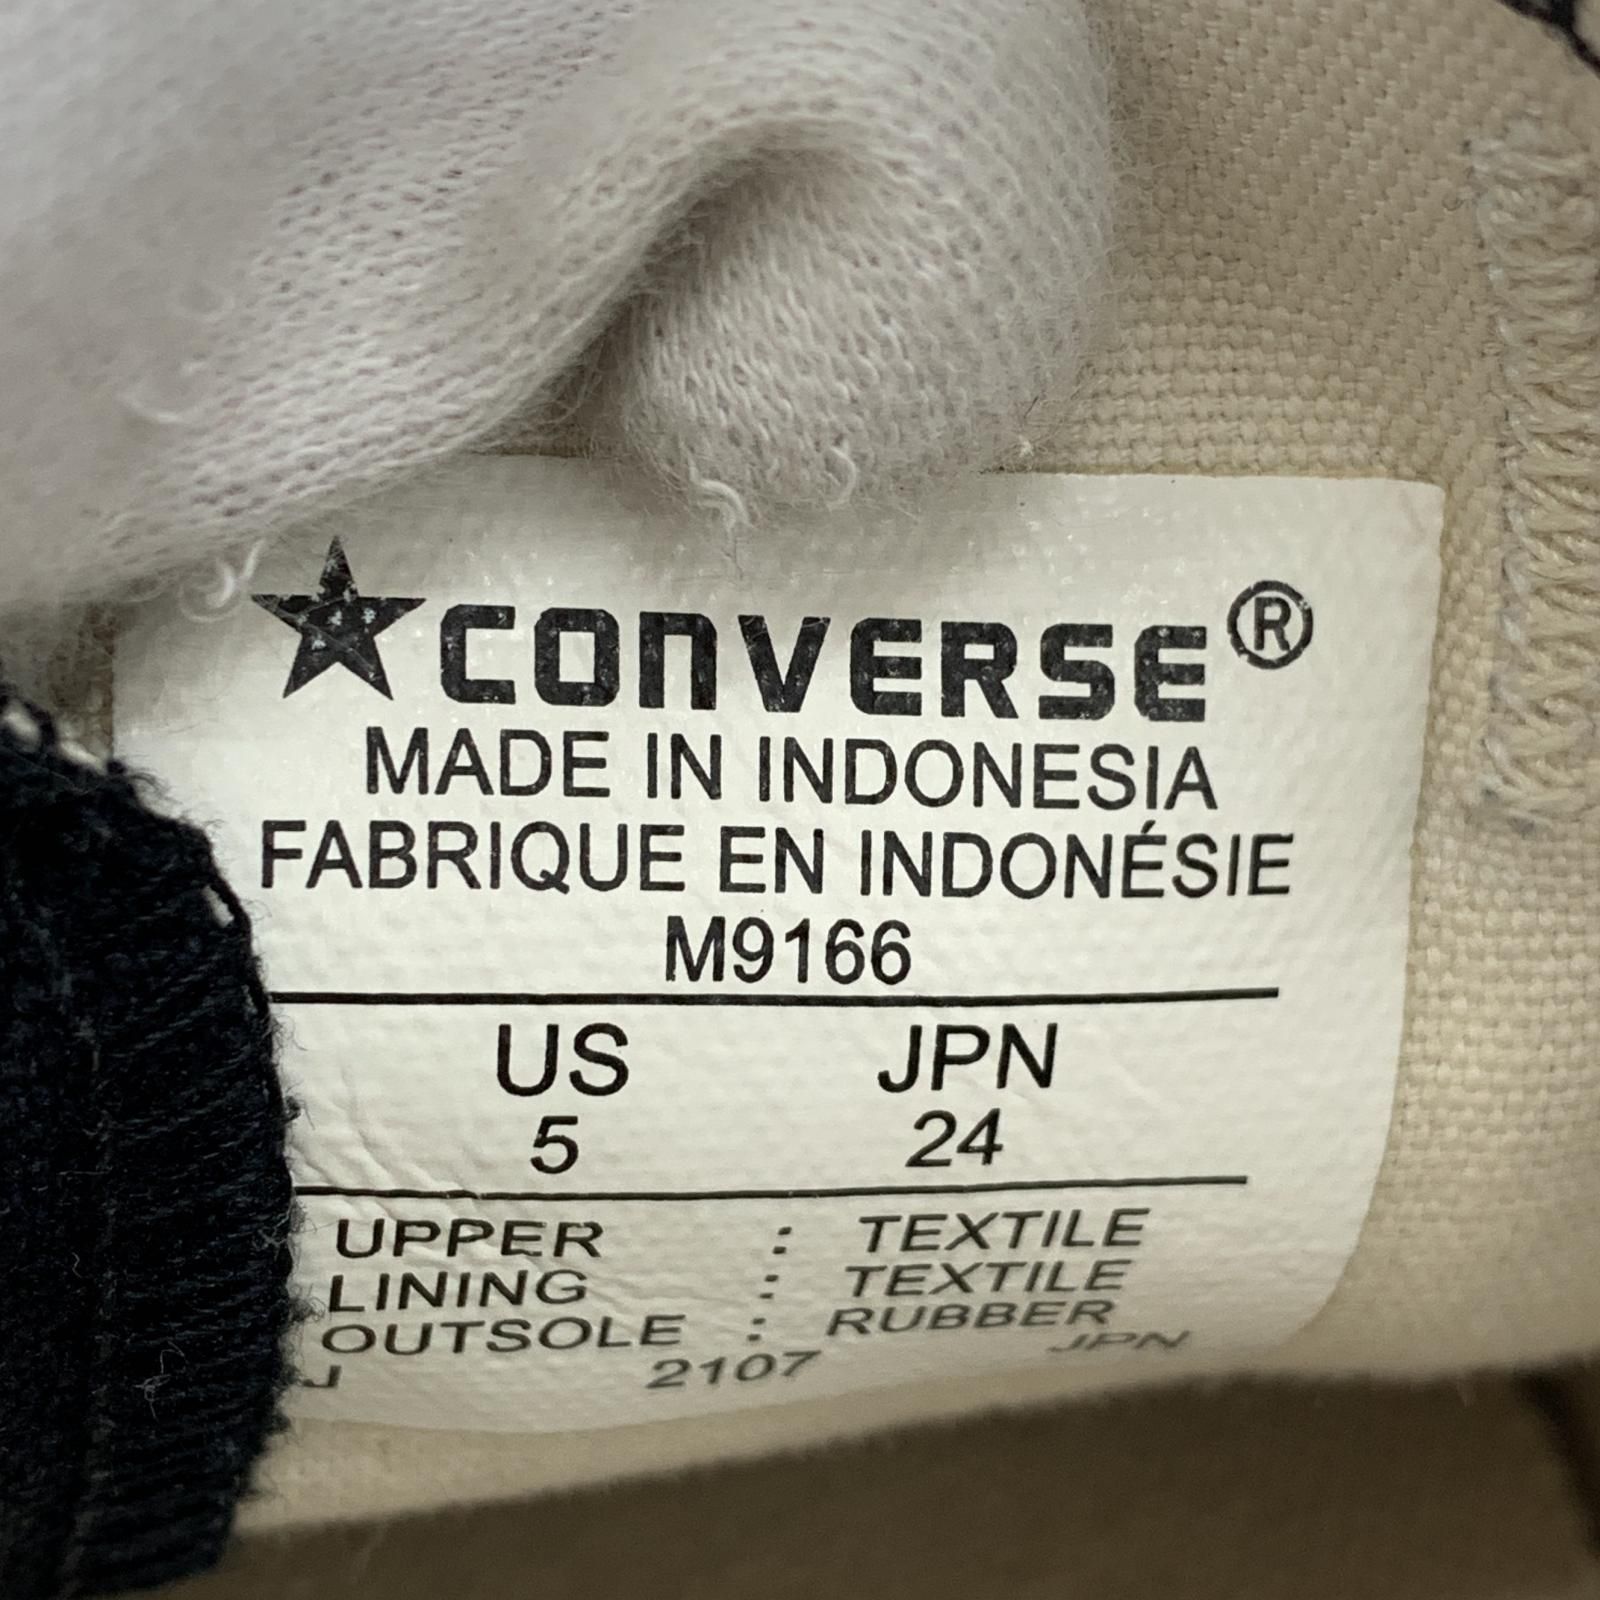 CONVERSE®
MADE IN INDONESIA
FABRIQUE EN INDONÉSIE
M9166
US JPN
5 24
UPPER : TEXTILE
LINING : TEXTILE
OUTSOLE : RUBBER
J 2107 JPN